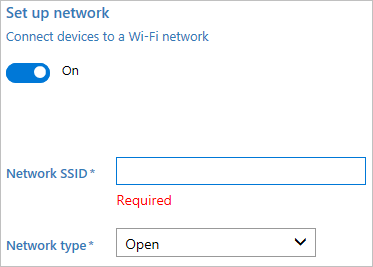 Set up network
Connect devices to a Wi-Fi network
On
Network SSID*
Required
Network type* Open